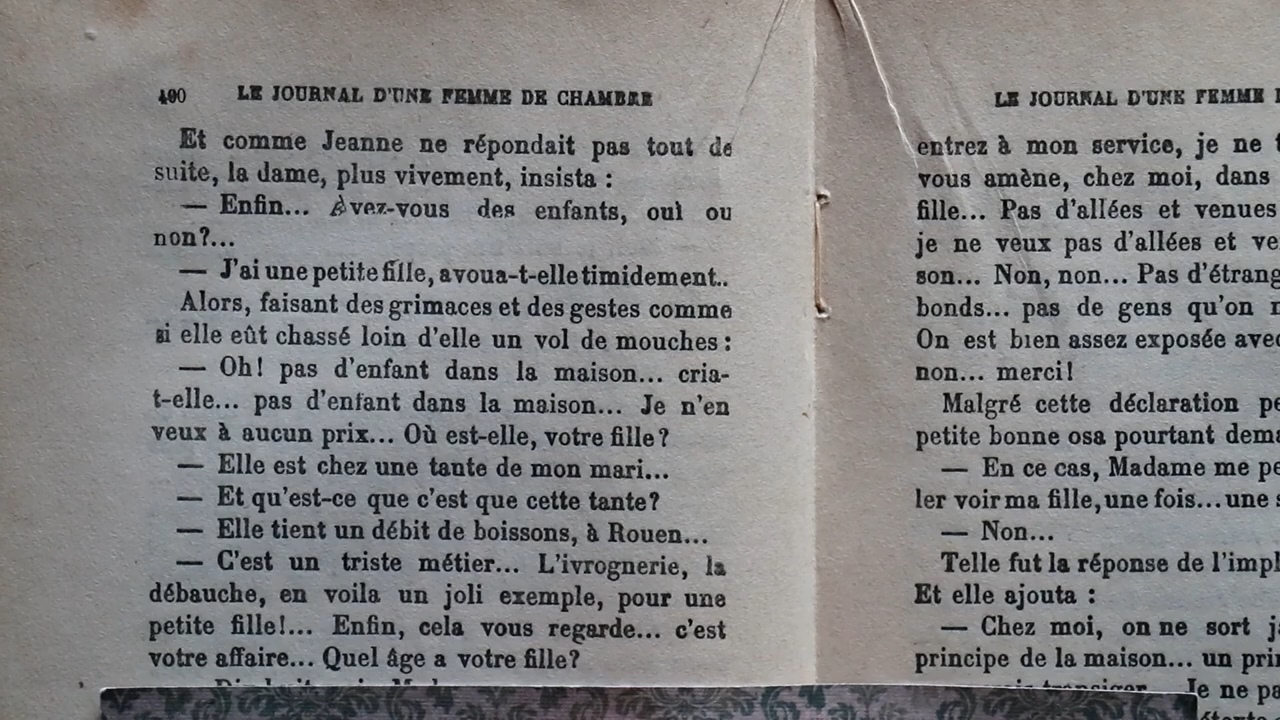 490 LE JOURNAL D'UNE FEMME DE CHAMBRE
Et comme Jeanne ne répondait pas tout de
suite, la dame, plus vivement, insista :
— Enfin... Avez-vous des enfants, oui ou
non?...
— J'ai une petite fille, avoua-t-elle timidement..
Alors, faisant des grimaces et des gestes comme
si elle eût chassé loin d'elle un vol de mouches :
— Oh! pas d'enfant dans la maison... cria-
t-elle... pas d'enfant dans la maison... Je n'en
veux à aucun prix... Où est-elle, votre fille?
— Elle est chez une tante de mon mari...
— Et qu'est-ce que c'est que cette tante?
— Elle tient un débit de boissons, à Rouen...
— C'est un triste métier... L'ivrognerie, la
débauche, en voila un joli exemple, pour une
petite fille!... Enfin, cela vous regarde... c'est
votre affaire... Quel âge a votre fille?
LE JOURNAL D'UNE FEMME
entrez à mon service, je ne
vous amène, chez moi, dans
fille... Pas d'allées et venues
je ne veux pas d'allées et ve
son... Non, non... Pas d'étrang
bonds... pas de gens qu'on
On est bien assez exposée avec
non... merci!
Malgré cette déclaration pe
petite bonne osa pourtant dema
— En ce cas, Madame me pe
ler voir ma fille, une fois... une
— Non...
Telle fut la réponse de l'impl
Et elle ajouta :
— Chez moi, on ne sort
principe de la maison... un prin
transiger... Je ne pa